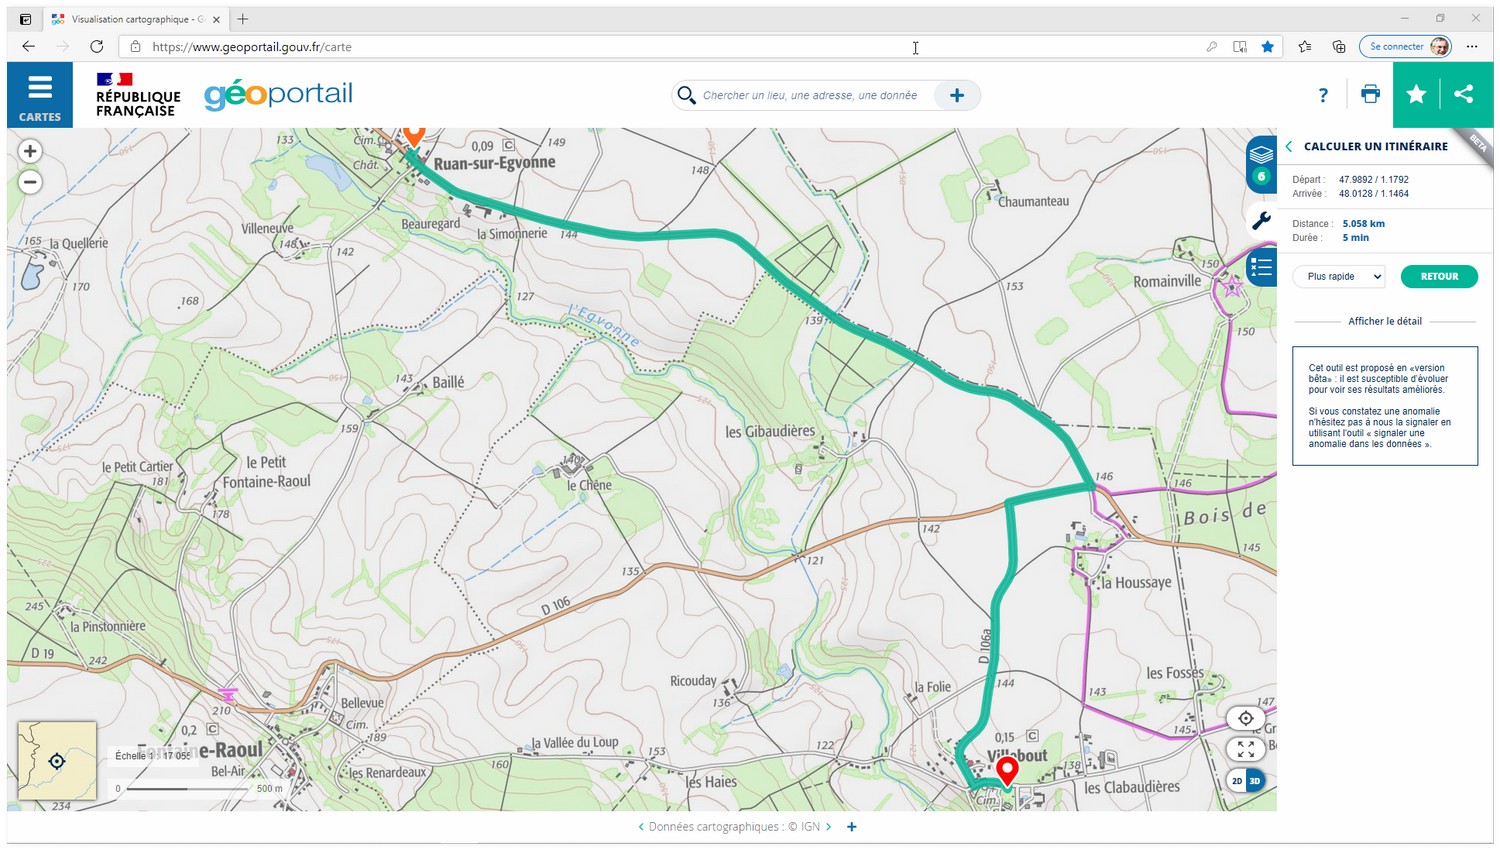 Visualisation cartographique - G
https://www.geoportail.gouv.fr/carte
Se connecter
CARTES
RÉPUBLIQUE
FRANÇAISE
géoportail
Chercher un lieu, une adresse, une donnée
?
BETA
CALCULER UN ITINÉRAIRE
Départ : 47.9892 / 1.1792
Arrivée : 48.0128 / 1.1464
Distance : 5.058 km
Durée : 5 min
Plus rapide
RETOUR
Afficher le détail
Cet outil est proposé en «version
bêta» : il est susceptible d'évoluer
pour voir ses résultats améliorés.
Si vous constatez une anomalie
n'hésitez pas à nous la signaler en
utilisant l'outil « signaler une
anomalie dans les données ».
6
133
Cim.
0,09 C
149
Chât.
Ruan-sur-Egvonne
148
Chaumanteau
Villeneuve
Beauregard
la Simonnerie
144
165
la Quellerie
148
142
150
170
127
153
Romainville
168
l'Egvonne
139
150
143
Baillé
159
les Gibaudières
le Petit Cartier
le Petit
Fontaine-Raoul
181
140
le Chêne
146
146
178
142
Bois de
121
145
135
la Houssaye
245
D 106
la Pinstonnière
D 106a
D 19
242
Ricouday
la Folie
144
les Fossés
136
143
147
210
Bellevue
Cim.
0,2 C
189
0,15 C
Villebout
145
Fontaine-Raoul
la Vallée du Loup
153
122
138
Bel-Air
les Renardeaux
160
les Haies
les Clabaudières
Cim.
234
0
500 m
2D
3D
Données cartographiques : © IGN